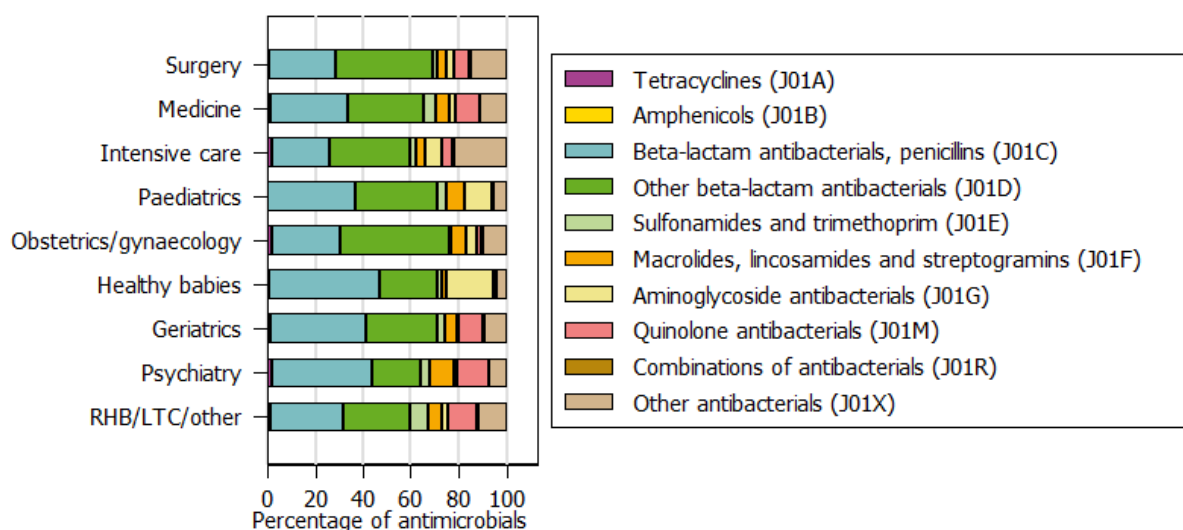 Surgery
Medicine
Intensive care
Paediatrics
Obstetrics/gynaecology
Healthy babies
Geriatrics
Psychiatry
RHB/LTC/other
0 20 40 60 80 100
Percentage of antimicrobials
Tetracyclines (J01A)
Amphenicols (J01B)
Beta-lactam antibacterials, penicillins (J01C)
Other beta-lactam antibacterials (J01D)
Sulfonamides and trimethoprim (J01E)
Macrolides, lincosamides and streptogramins (J01F)
Aminoglycoside antibacterials (J01G)
Quinolone antibacterials (J01M)
Combinations of antibacterials (J01R)
Other antibacterials (J01X)